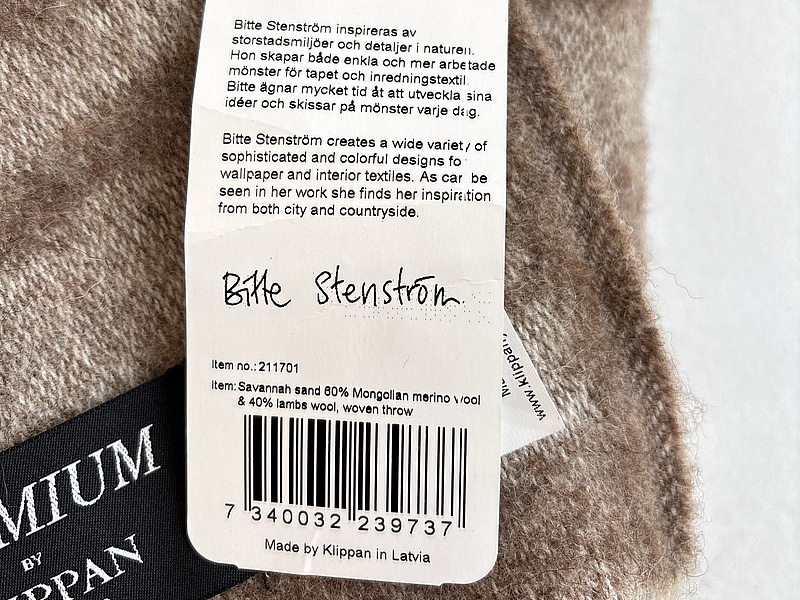 Bitte Stenström inspireras av
storstadsmiljöer och detaljer i naturen.
Hon skapar både enkla och mer arbetade
mönster för tapet och inredningstextil.
Bitte ägnar mycket tid åt att utveckla sina
idéer och skissar på mönster varje dag.
Bitte Stenström creates a wide variety of
sophisticated and colorful designs fo
wallpaper and interior textiles. As can be
seen in her work she finds her inspiration
from both city and countryside.
Bitte Stenström
Item no.: 211701
Item: Savannah sand 60% Mongolian merino wool
& 40% lambs wool, woven throw
7 340032 239737
Made by Klippan in Latvia
www.klippan
MIUM
BY
IPPAN